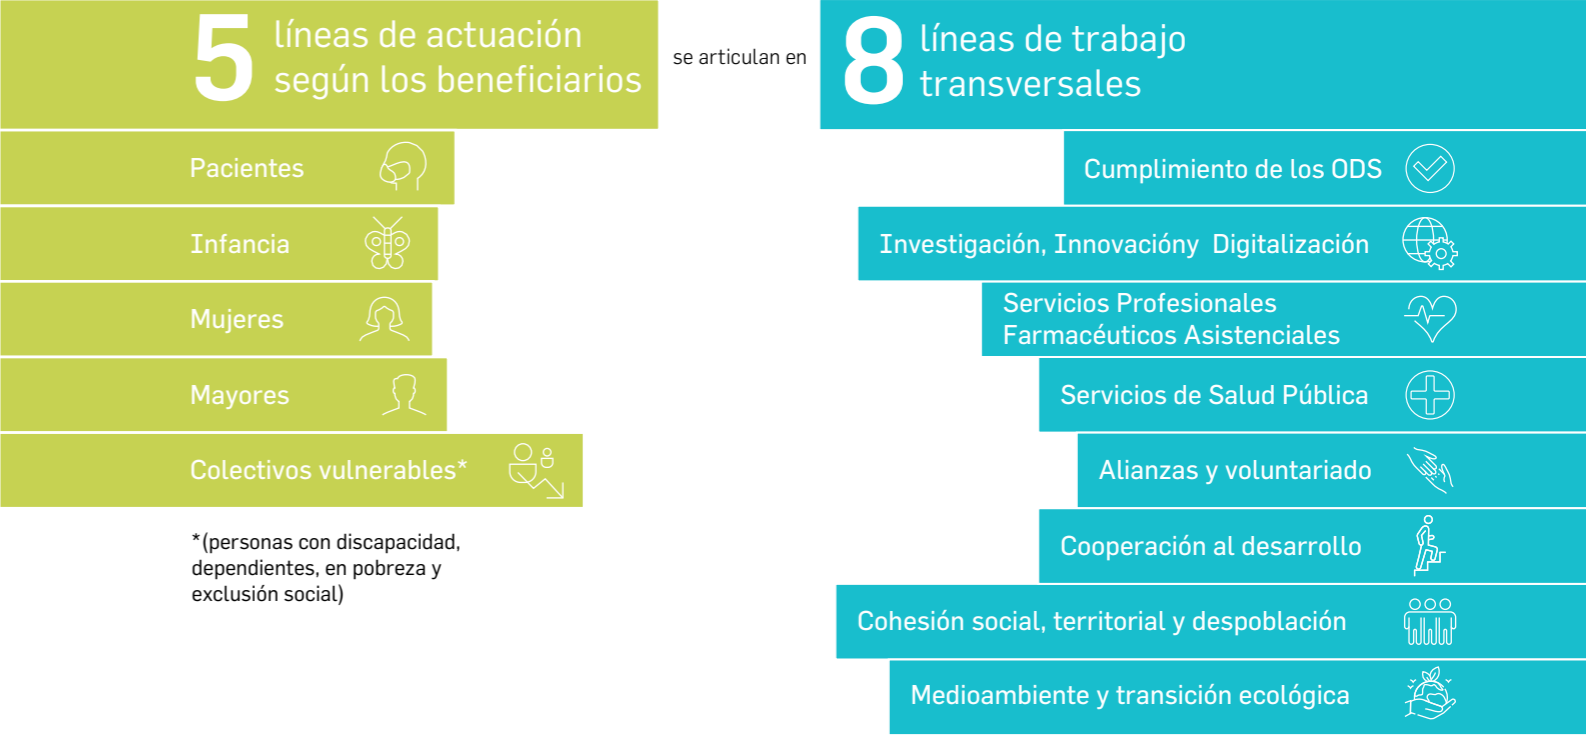 5 líneas de actuación
según los beneficiarios
Pacientes
Infancia
Mujeres
Mayores
Colectivos vulnerables*
*(personas con discapacidad,
dependientes, en pobreza y
exclusión social)
se articulan en
8 líneas de trabajo
transversales
Cumplimiento de los ODS
Investigación, Innovacióny Digitalización
Servicios Profesionales
Farmacéuticos Asistenciales
Servicios de Salud Pública
Alianzas y voluntariado
Cooperación al desarrollo
Cohesión social, territorial y despoblación
Medioambiente y transición ecológica